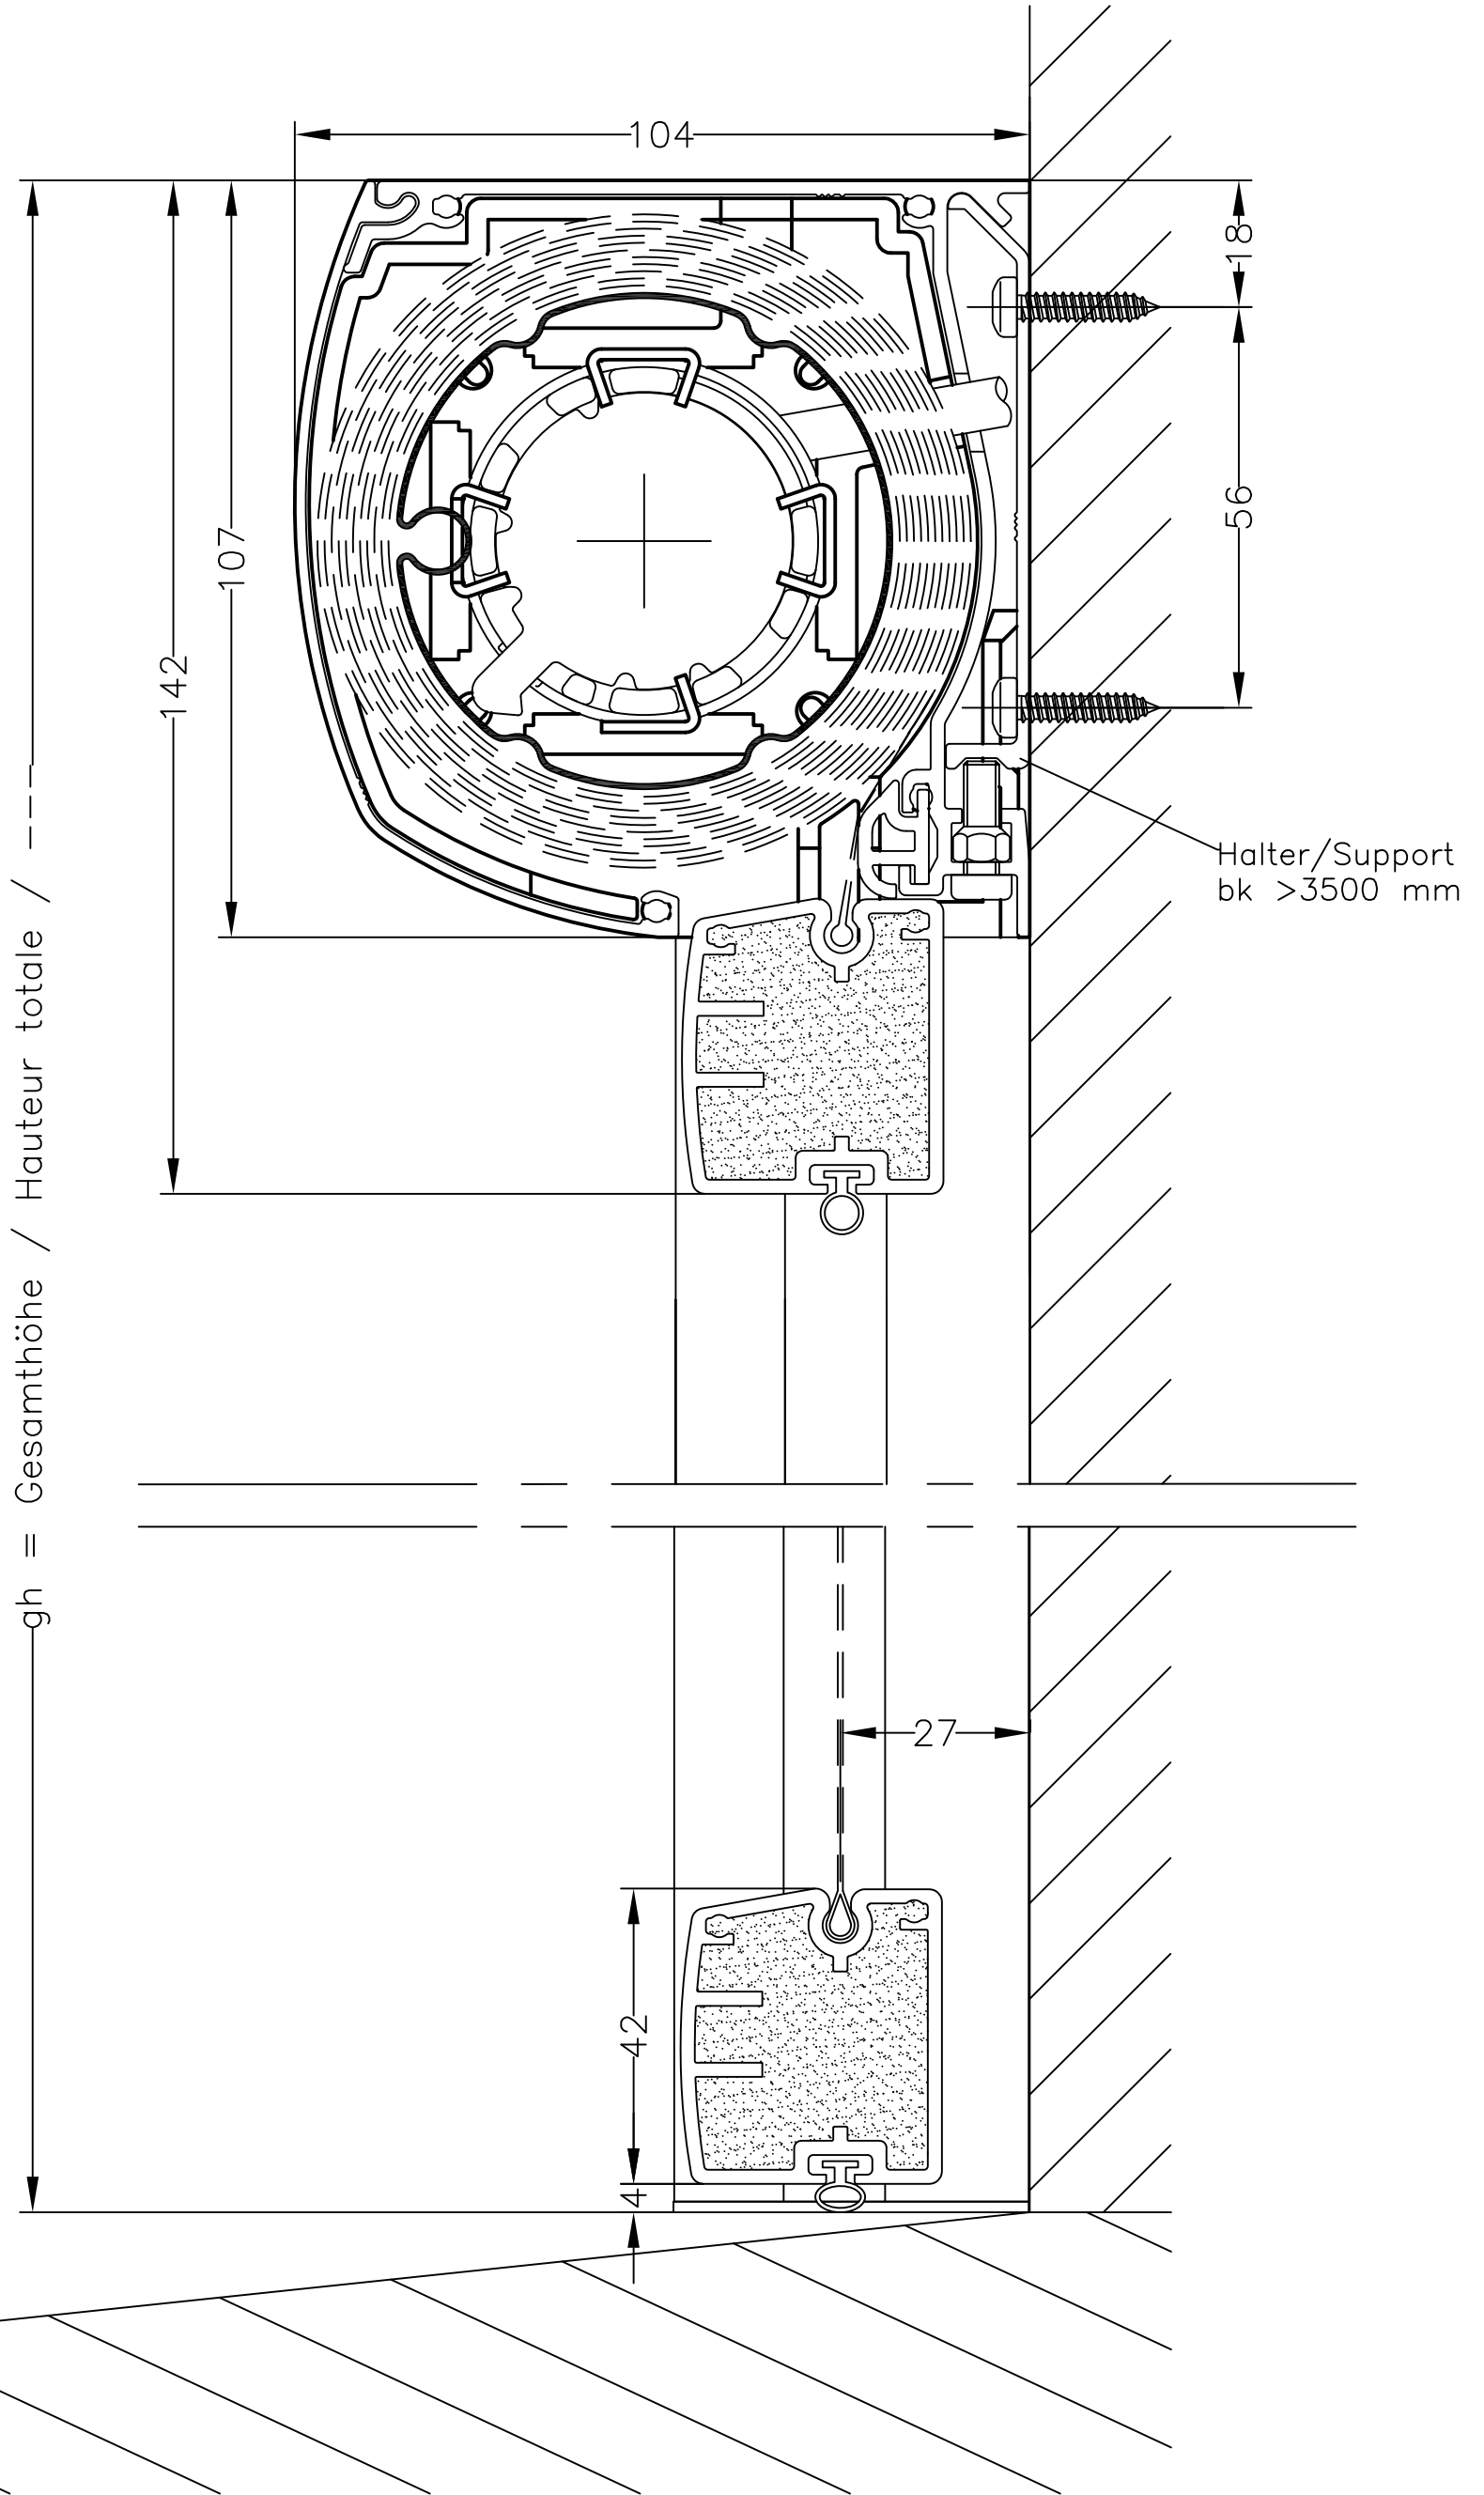 104
18
56
107
142
Halter/Support
bk >3500 mm
gh = Gesamthöhe / Hauteur totale / ---
27
42
4